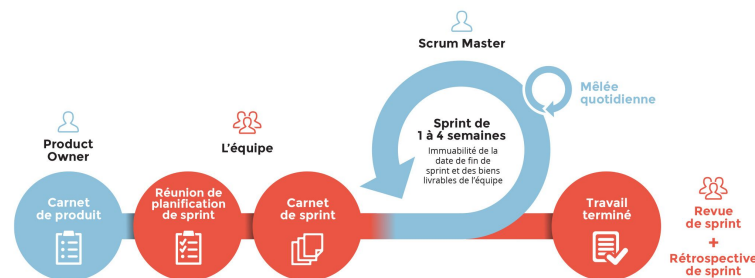 Scrum Master
Mêlée
quotidienne
Product
Owner
L'équipe
Sprint de
1 à 4 semaines
Immuabilité de la
date de fin de
sprint et des biens
livrables de l'équipe
Carnet
de produit
Réunion de
planification
de sprint
Carnet
de sprint
Travail
terminé
Revue
de sprint
+
Rétrospective
de sprint